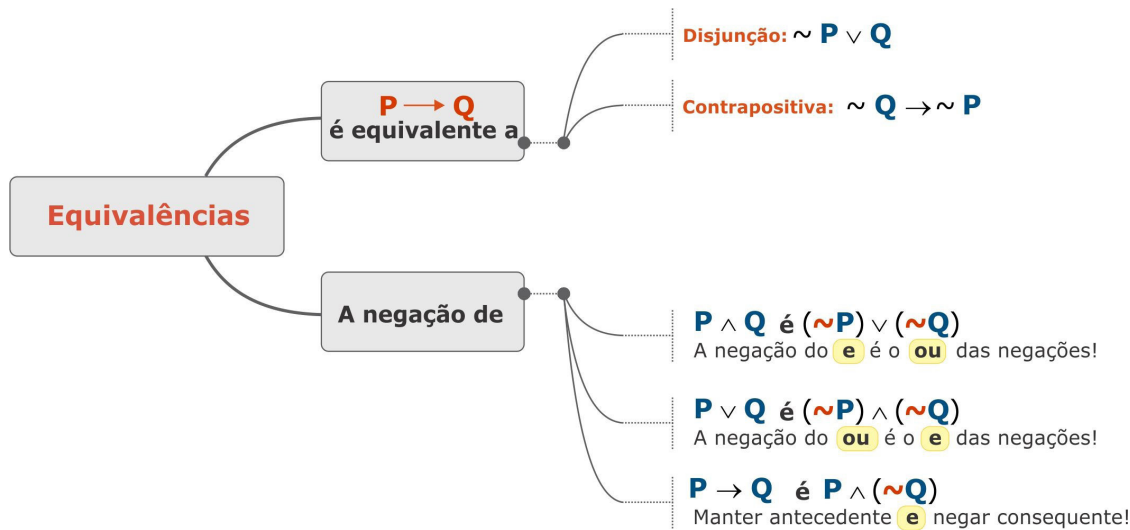 Equivalências
P → Q
é equivalente a
Disjunção: ~ P ∨ Q
Contrapositiva: ~ Q → ~ P
A negação de
P ∧ Q é (~P) ∨ (~Q)
A negação do e é o ou das negações!
P ∨ Q é (~P) ∧ (~Q)
A negação do ou é o e das negações!
P → Q é P ∧ (~Q)
Manter antecedente e negar consequente!